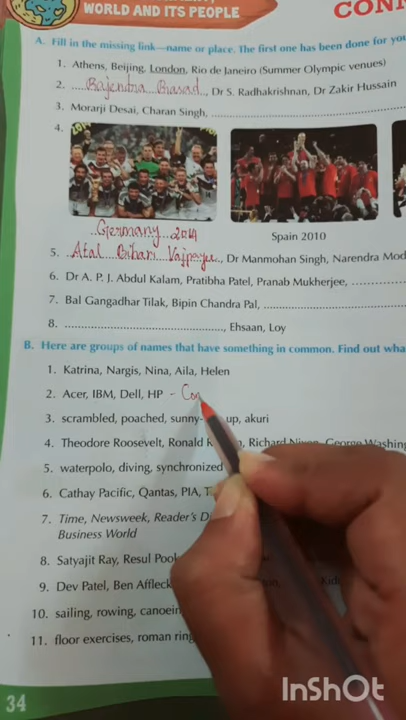 WORLD AND ITS PEOPLE
CONN
A. Fill in the missing link—name or place. The first one has been done for you
1. Athens, Beijing, London, Rio de Janeiro (Summer Olympic venues)
2. .....Rajendra Prasad.., Dr S. Radhakrishnan, Dr Zakir Hussain
3. Morarji Desai, Charan Singh, ..............................
4.
2014
..Germany...2014
Spain 2010
5. .Atal..Bihari..Vajpayee.., Dr Manmohan Singh, Narendra Mod
6. Dr A. P. J. Abdul Kalam, Pratibha Patel, Pranab Mukherjee, ...............
7. Bal Gangadhar Tilak, Bipin Chandra Pal, ..............................
8. ............................................., Ehsaan, Loy
B. Here are groups of names that have something in common. Find out wha
1. Katrina, Nargis, Nina, Aila, Helen
2. Acer, IBM, Dell, HP - Com
3. scrambled, poached, sunny- up, akuri
4. Theodore Roosevelt, Ronald R n, Richard Nixon, George Washing
5. waterpolo, diving, synchronized
6. Cathay Pacific, Qantas, PIA, T
7. Time, Newsweek, Reader's D
Business World
8. Satyajit Ray, Resul Pook
9. Dev Patel, Ben Affleck Kid
10. sailing, rowing, canoein
11. floor exercises, roman ring
34
InShOt